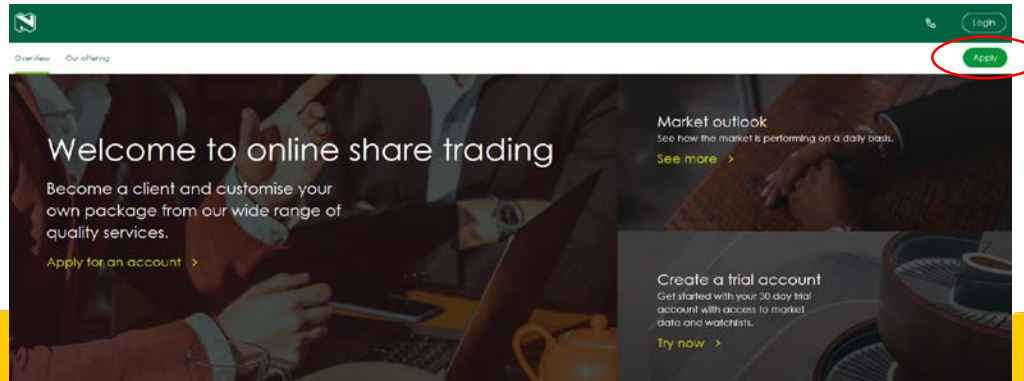 Login
Overview Our offering
Apply
Welcome to online share trading
Become a client and customise your
own package from our wide range of
quality services.
Apply for an account >
Market outlook
See how the market is performing on a daily basis.
See more >
Create a trial account
Get started with your 30 day trial
account with access to market
data and watchlists.
Try now >